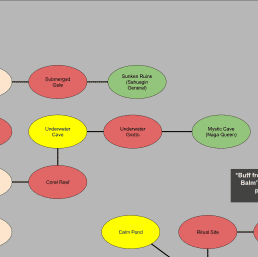 Submerged
Gate
Sunken Ruins
(Sahuagin
General)
Underwater
Cave
Underwater
Grotto
Mystic Cave
(Naga Queen)
Coral Reef
"Buff fr
Balm"
P
Calm Pond
Ritual Site